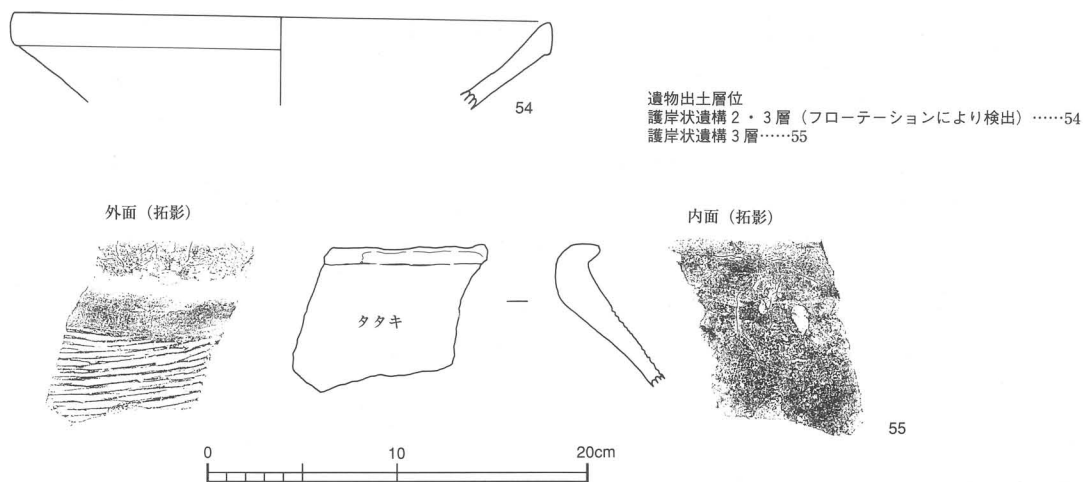 54
遺物出土層位
護岸状遺構2・3層（フローテーションにより検出）……54
護岸状遺構3層……55
外面（拓影）
内面（拓影）
タタキ
55
0 10 20cm